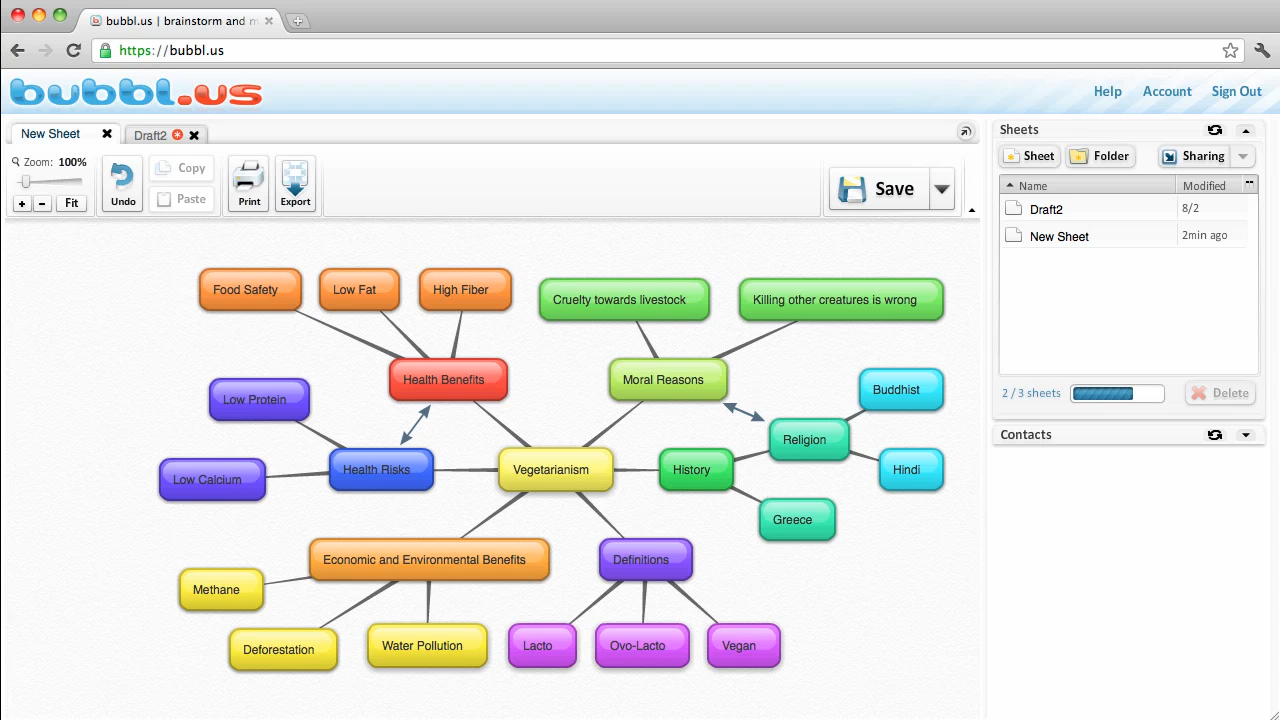 bubbl.us | brainstorm and m
https://bubbl.us
bubbl.us
Help Account Sign Out
New Sheet
Draft2
Zoom: 100%
+ - Fit
Undo
Copy
Paste
Print
Export
Save
Food Safety
Low Fat
High Fiber
Cruelty towards livestock
Killing other creatures is wrong
Health Benefits
Moral Reasons
Buddhist
Low Protein
Religion
Health Risks
Vegetarianism
History
Hindi
Low Calcium
Greece
Economic and Environmental Benefits
Definitions
Methane
Deforestation
Water Pollution
Lacto
Ovo-Lacto
Vegan
Sheets
Sheet
Folder
Sharing
Name Modified
Draft2 8/2
New Sheet 2min ago
2 / 3 sheets
Delete
Contacts